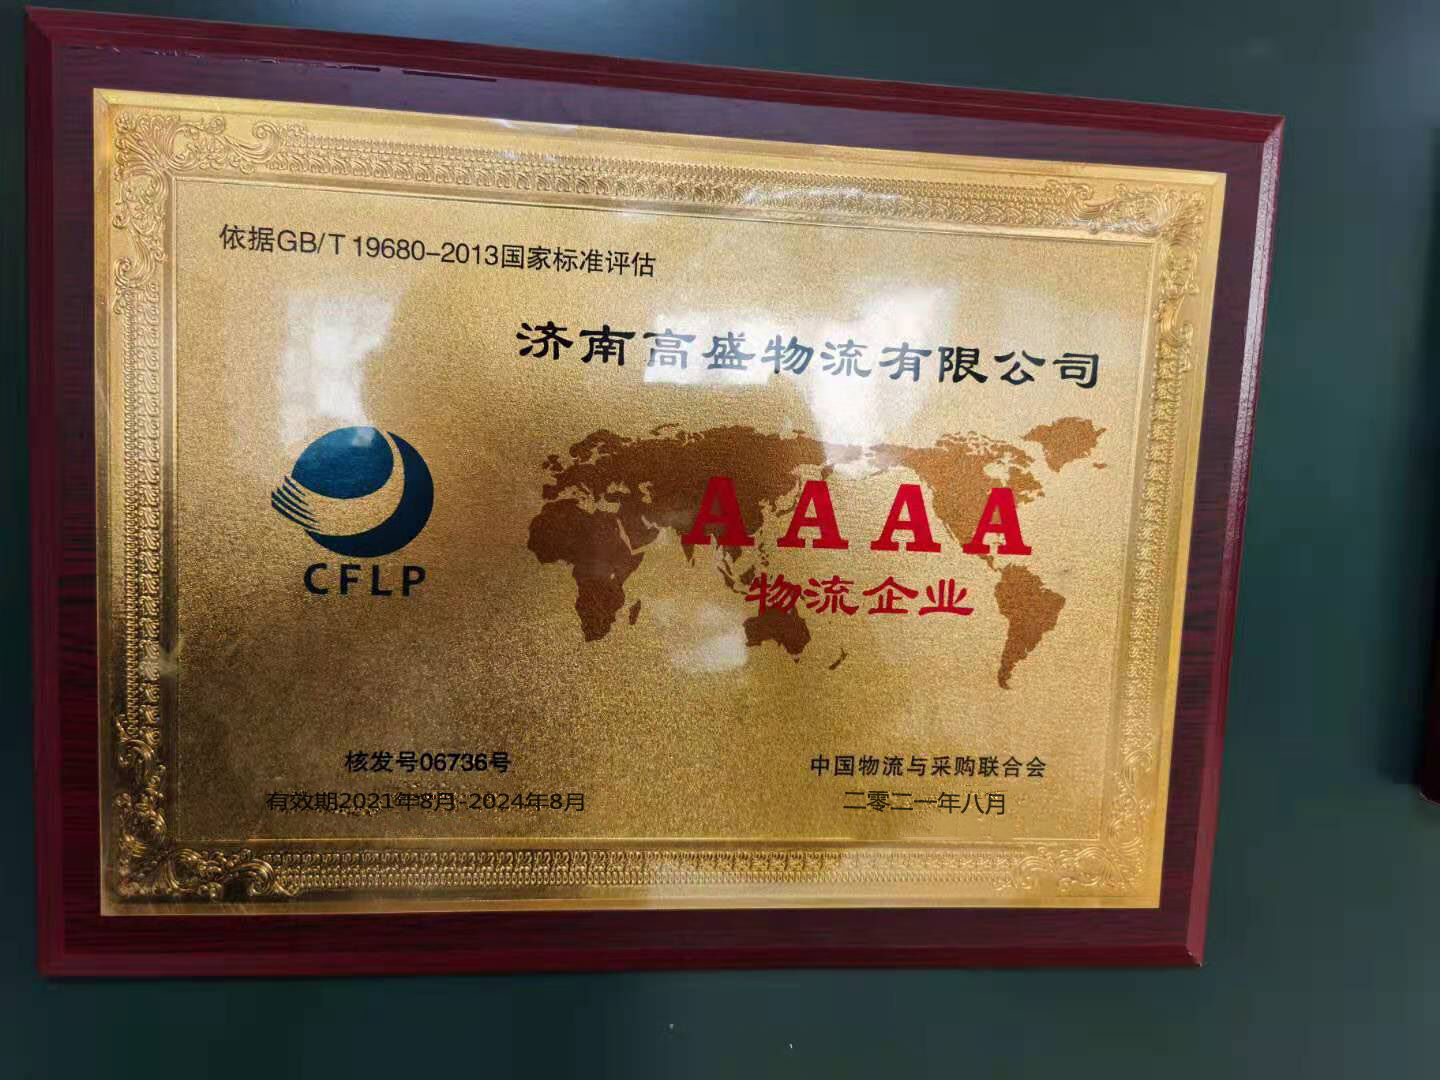 依据GB/T 19680-2013国家标准评估
济南高盛物流有限公司
CFLP
AAAA
物流企业
核发号06736号
有效期2021年8月-2024年8月
中国物流与采购联合会
二零二一年八月